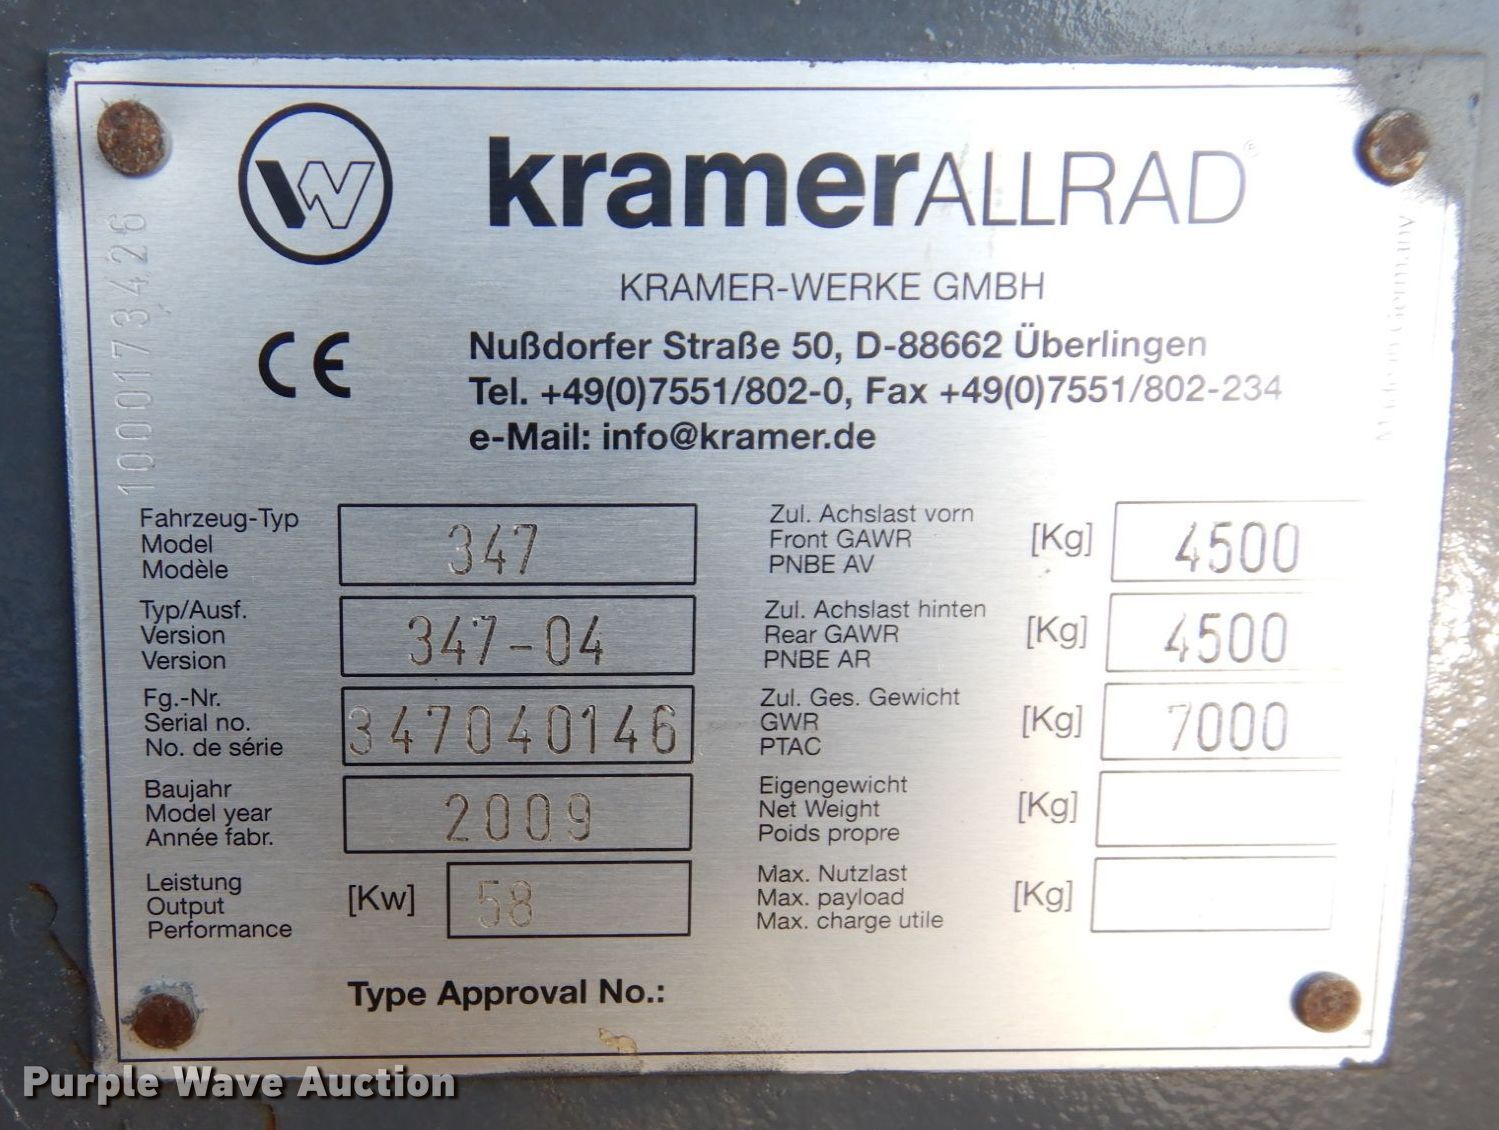 W
kramerALLRAD®
KRAMER-WERKE GMBH
1000173426
CE
Nußdorfer Straße 50, D-88662 Überlingen
Tel. +49(0)7551/802-0, Fax +49(0)7551/802-234
e-Mail: info@kramer.de
Fahrzeug-Typ
Model
Modèle
347
Zul. Achslast vorn
Front GAWR
PNBE AV
[Kg]
4500
Typ/Ausf.
Version
Version
347-04
Zul. Achslast hinten
Rear GAWR
PNBE AR
[Kg]
4500
Fg.-Nr.
Serial no.
No. de série
347040146
Zul. Ges. Gewicht
GWR
PTAC
[Kg]
7000
Baujahr
Model year
Année fabr.
2009
Eigengewicht
Net Weight
Poids propre
[Kg]
Leistung
Output
Performance
[Kw]
58
Max. Nutzlast
Max. payload
Max. charge utile
[Kg]
Type Approval No.:
Made in Germany
Purple Wave Auction